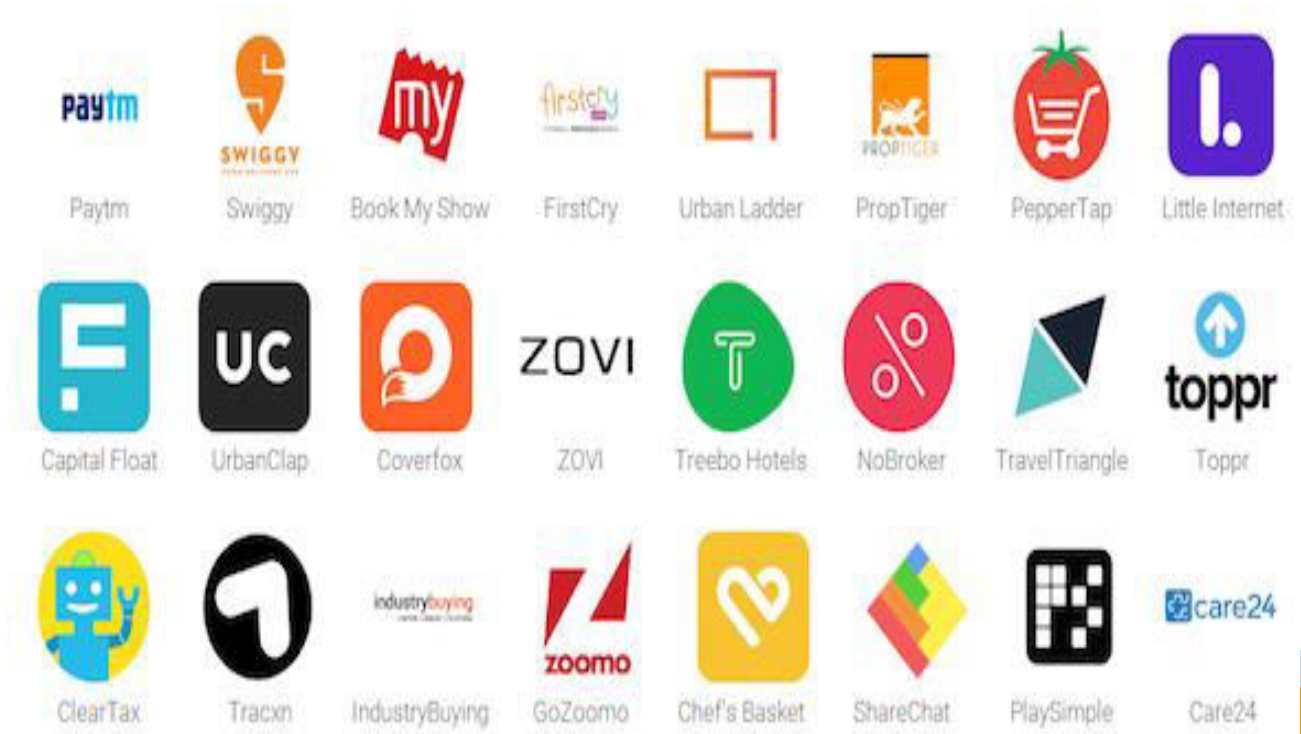 paytm
SWIGGY
my
firstcry
PROPTIGER
l.
Paytm Swiggy Book My Show FirstCry Urban Ladder PropTiger PepperTap Little Internet
UC
ZOVI
T
toppr
Capital Float UrbanClap Coverfox ZOVI Treebo Hotels NoBroker TravelTriangle Toppr
industrybuying
zoomo
care24
ClearTax Tracxn IndustryBuying GoZoomo Chef's Basket ShareChat PlaySimple Care24